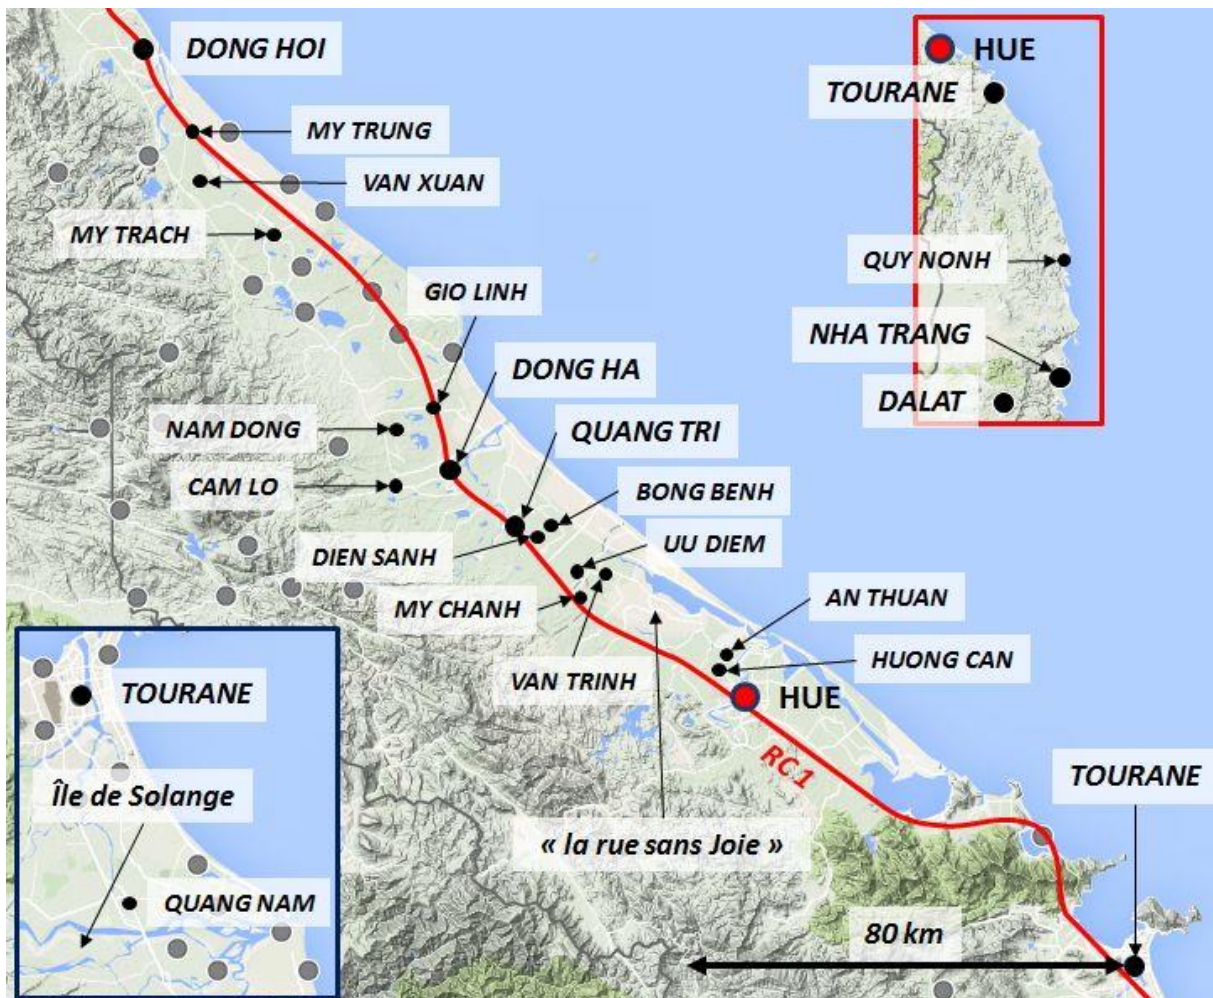 DONG HOI
HUE
TOURANE
MY TRUNG
VAN XUAN
MY TRACH
QUY NONH
GIO LINH
NHA TRANG
DONG HA
DALAT
NAM DONG
QUANG TRI
CAM LO
BONG BENH
DIEN SANH
UU DIEM
MY CHANH
AN THUAN
HUONG CAN
VAN TRINH
TOURANE
HUE
RC 1
TOURANE
Île de Solange
« la rue sans Joie »
QUANG NAM
80 km